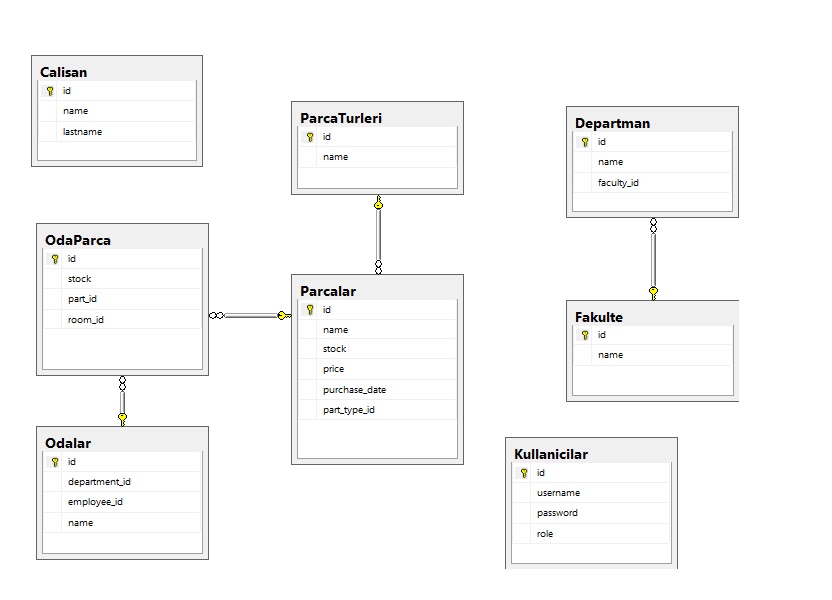 Calisan
id
name
lastname
ParcaTurleri
id
name
Departman
id
name
faculty_id
OdaParca
id
stock
part_id
room_id
Parcalar
id
name
stock
price
purchase_date
part_type_id
Fakulte
id
name
Odalar
id
department_id
employee_id
name
Kullanicilar
id
username
password
role